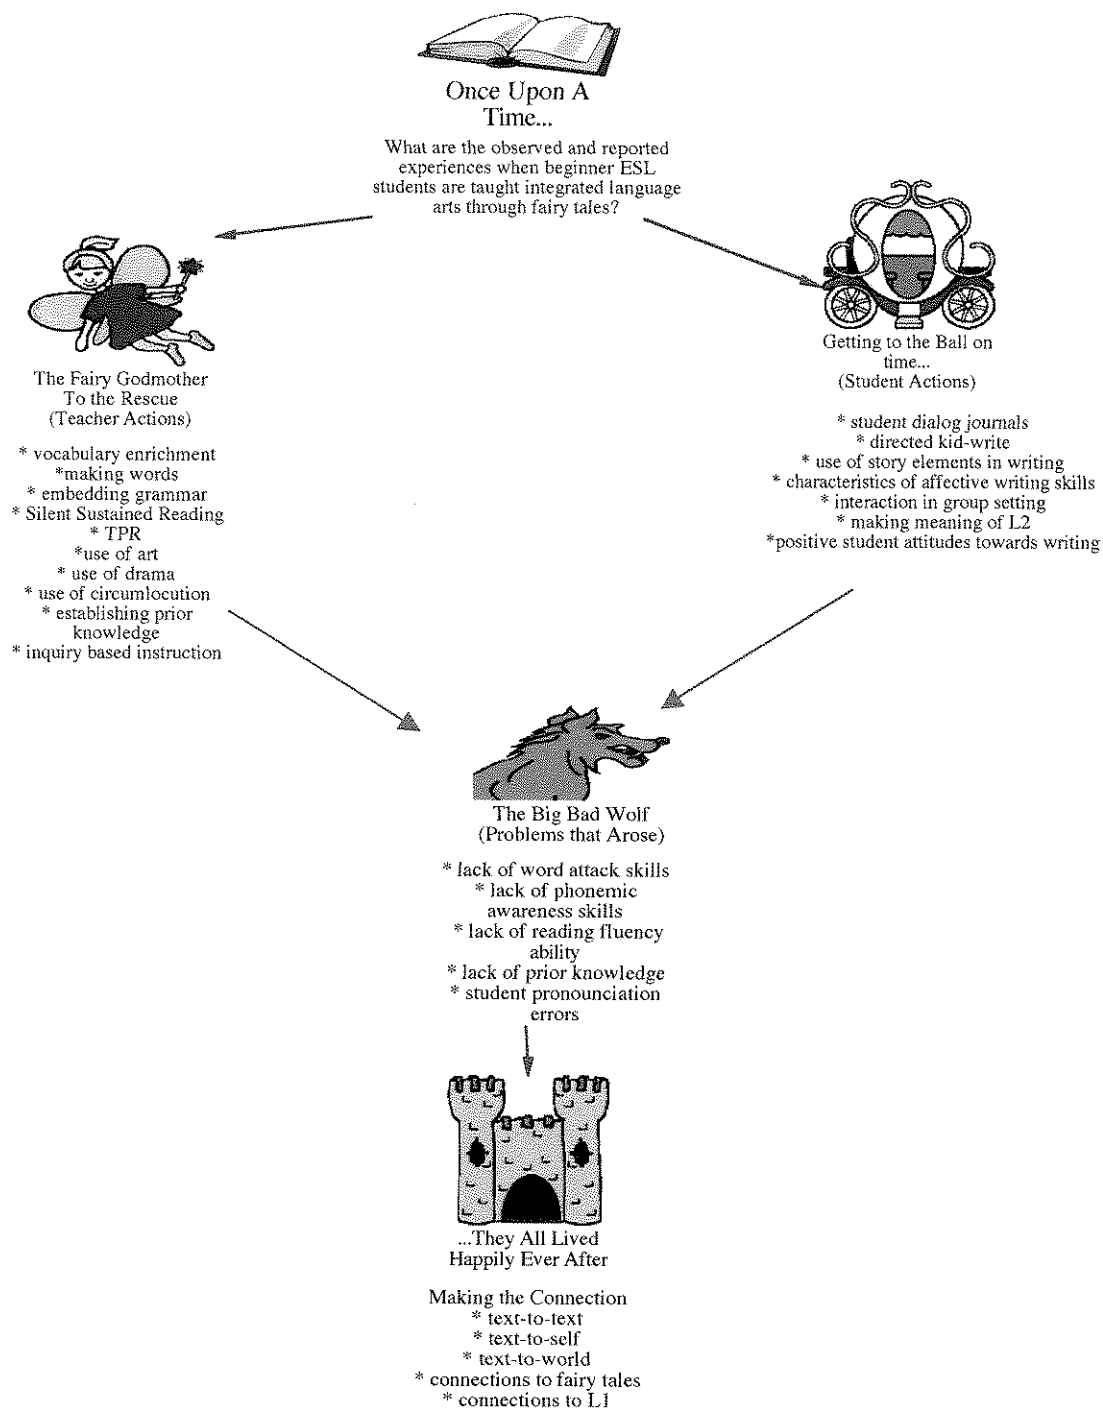 Once Upon A
Time...
What are the observed and reported
experiences when beginner ESL
students are taught integrated language
arts through fairy tales?
The Fairy Godmother
To the Rescue
(Teacher Actions)
* vocabulary enrichment
*making words
* embedding grammar
* Silent Sustained Reading
* TPR
*use of art
* use of drama
* use of circumlocution
* establishing prior
knowledge
* inquiry based instruction
Getting to the Ball on
time...
(Student Actions)
* student dialog journals
* directed kid-write
* use of story elements in writing
* characteristics of affective writing skills
* interaction in group setting
* making meaning of L2
*positive student attitudes towards writing
The Big Bad Wolf
(Problems that Arose)
* lack of word attack skills
* lack of phonemic
awareness skills
* lack of reading fluency
ability
* lack of prior knowledge
* student pronounciation
errors
...They All Lived
Happily Ever After
Making the Connection
* text-to-text
* text-to-self
* text-to-world
* connections to fairy tales
* connections to L1